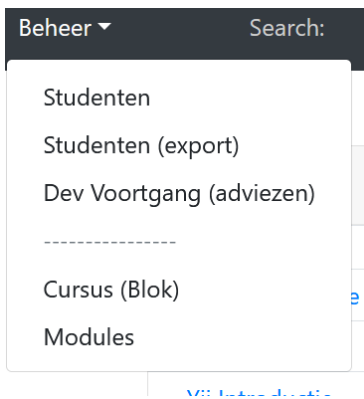 Beheer
Search:
Studenten
Studenten (export)
Dev Voortgang (adviezen)
----------------
Cursus (Blok)
e
Modules